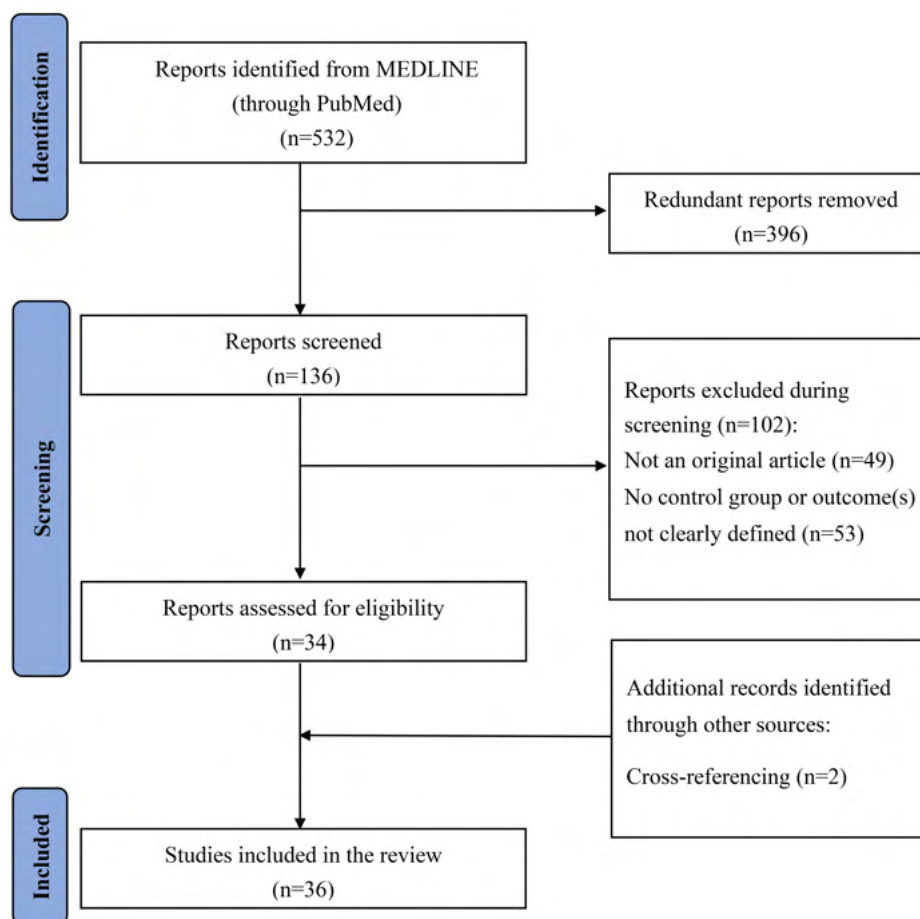 Identification
Reports identified from MEDLINE
(through PubMed)
(n=532)
Redundant reports removed
(n=396)
Screening
Reports screened
(n=136)
Reports excluded during
screening (n=102):
Not an original article (n=49)
No control group or outcome(s)
not clearly defined (n=53)
Reports assessed for eligibility
(n=34)
Additional records identified
through other sources:
Cross-referencing (n=2)
Included
Studies included in the review
(n=36)